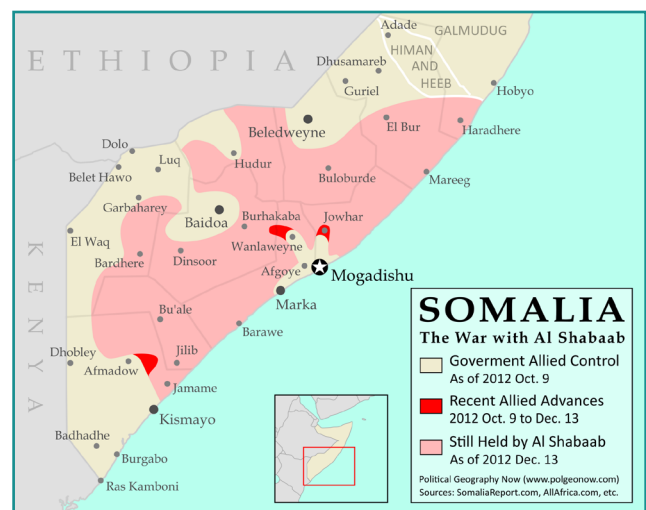 GALMUDUG
Adade
HIMAN
AND
HEEB
ETHIOPIA
Dhusamareb
Guriel
Hobyo
Beledweyne
El Bur
Haradhere
Dolo
Luq
Hudur
Belet Hawo
Buloburde
Mareeg
Garbaharey
Baidoa
Burhakaba
Jowhar
El Waq
Wanlaweyne
Bardhere
Dinsoor
Afgoye
Mogadishu
Marka
KENYA
Bu'ale
Barawe
Dhobley
Afmadow
Jilib
Jamame
Kismayo
Badhadhe
Burgabo
Ras Kamboni
SOMALIA
The War with Al Shabaab
Goverment Allied Control
As of 2012 Oct. 9
Recent Allied Advances
2012 Oct. 9 to Dec. 13
Still Held by Al Shabaab
As of 2012 Dec. 13
Political Geography Now (www.polgeonow.com)
Sources: SomaliaReport.com, AllAfrica.com, etc.